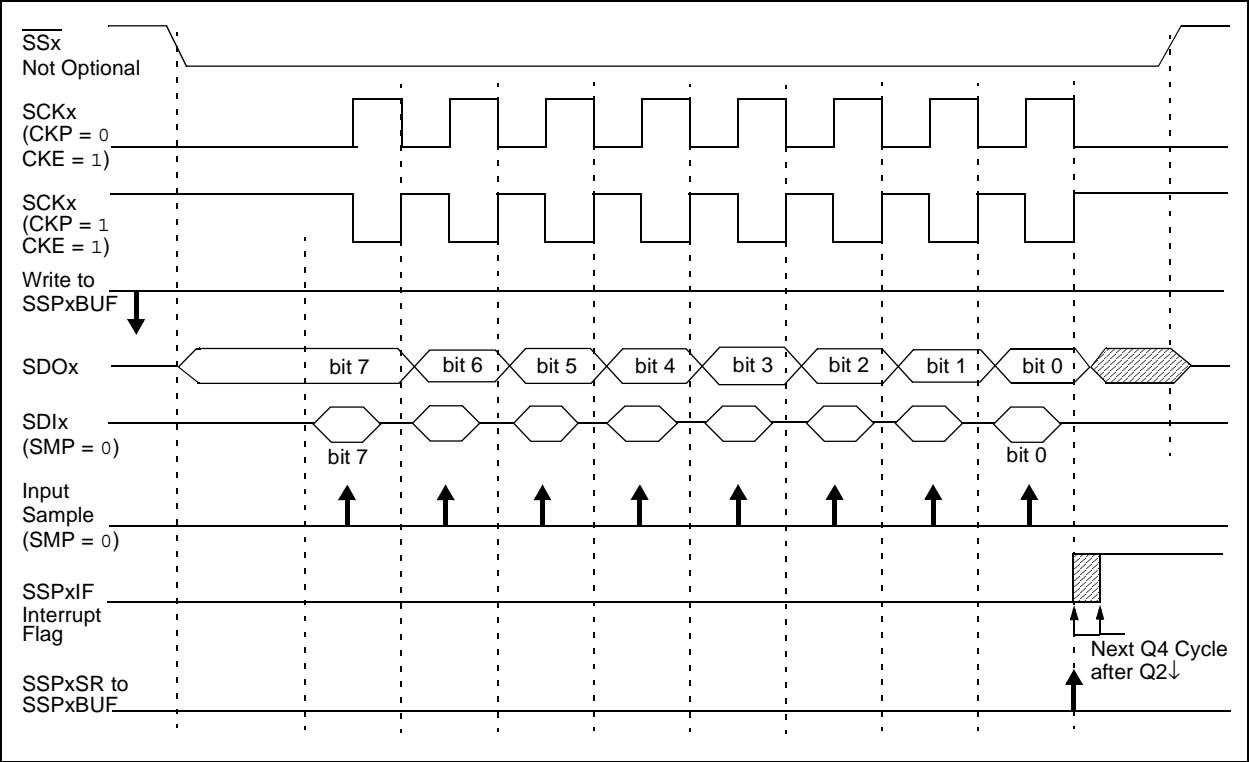 SSx
Not Optional
SCKx
(CKP = 0
CKE = 1)
SCKx
(CKP = 1
CKE = 1)
Write to
SSPxBUF
SDOx
bit 7
bit 6
bit 5
bit 4
bit 3
bit 2
bit 1
bit 0
SDIx
(SMP = 0)
bit 7
bit 0
Input
Sample
(SMP = 0)
SSPxIF
Interrupt
Flag
Next Q4 Cycle
after Q2↓
SSPxSR to
SSPxBUF